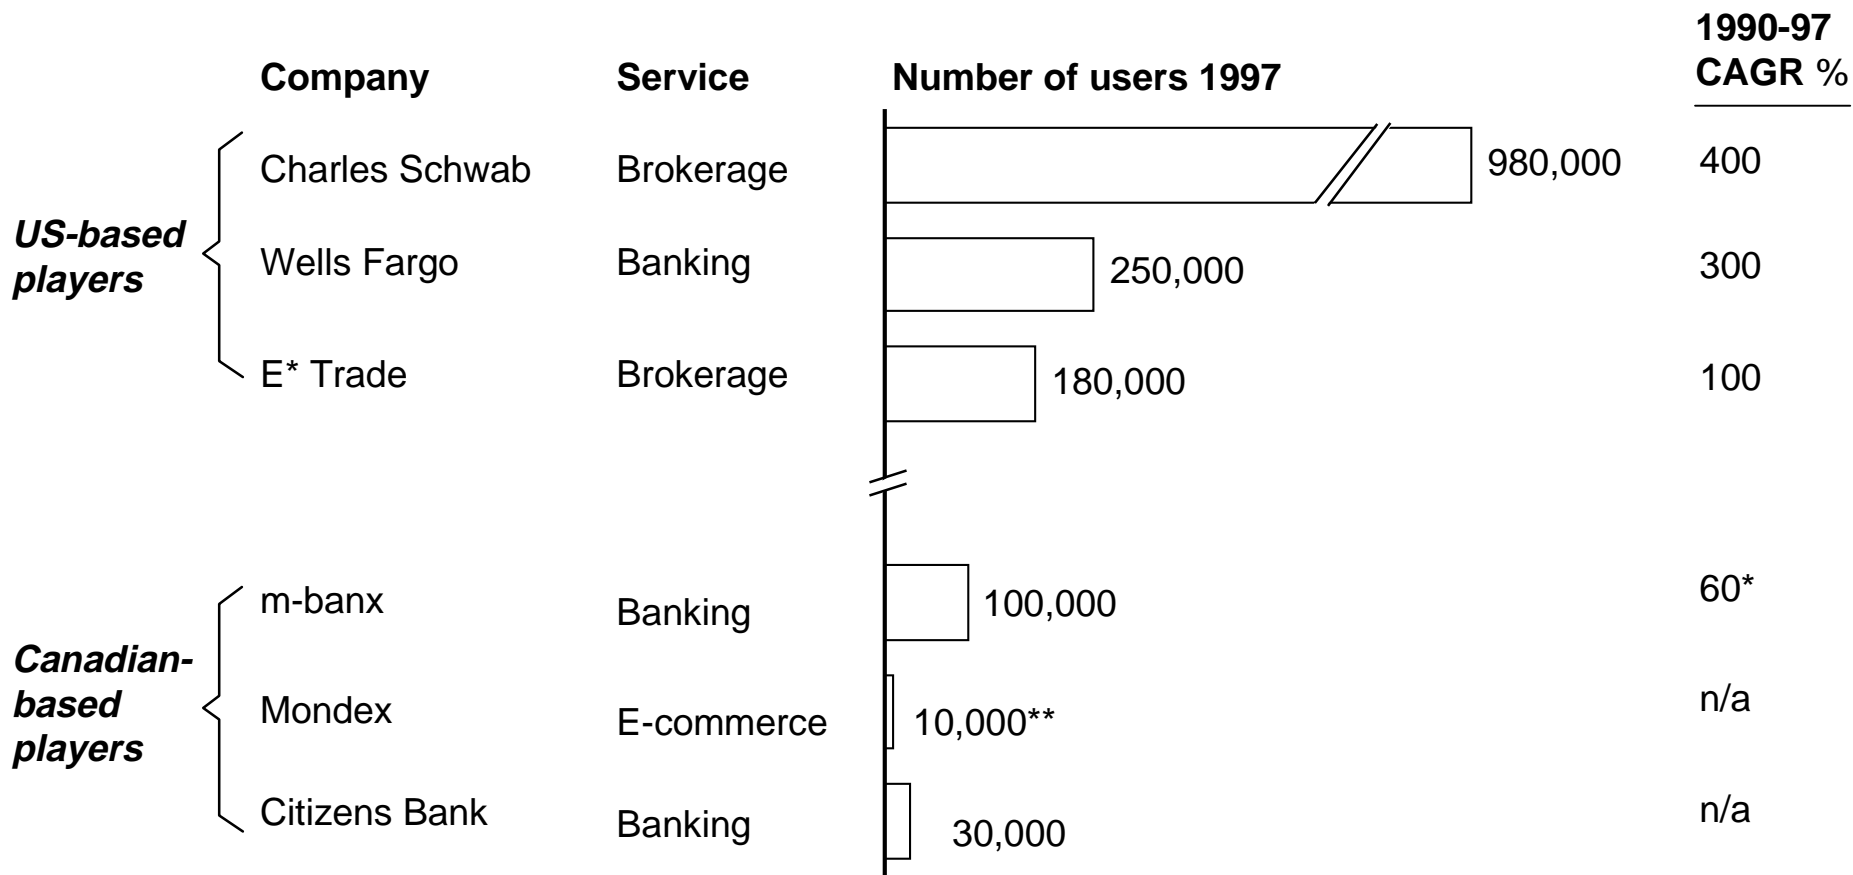 1990-97
CAGR %
Company Service Number of users 1997
US-based
players
Charles Schwab Brokerage 980,000 400
Wells Fargo Banking 250,000 300
E* Trade Brokerage 180,000 100
Canadian-
based
players
m-banx Banking 100,000 60*
Mondex E-commerce 10,000** n/a
Citizens Bank Banking 30,000 n/a